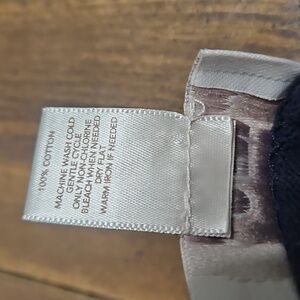 100% COTTON
MACHINE WASH COLD
GENTLE CYCLE
ONLY NON-CHLORINE
BLEACH WHEN NEEDED
DRY FLAT
WARM IRON IF NEEDED